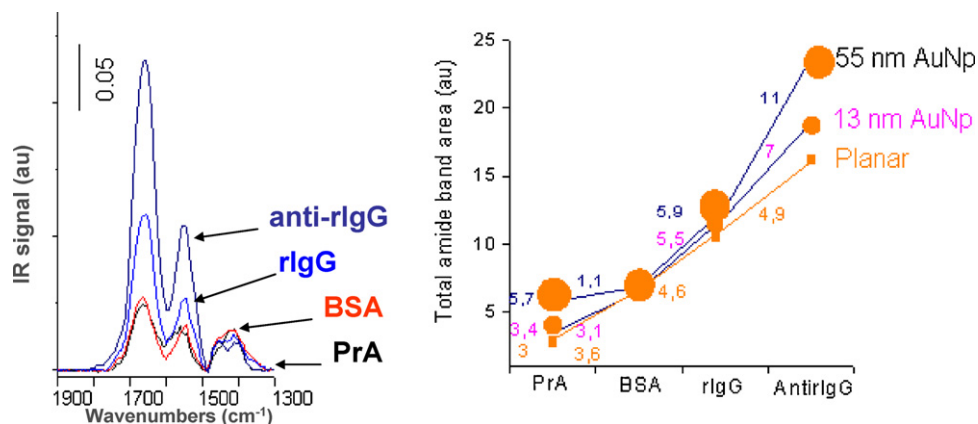 0.05
IR signal (au)
anti-rIgG
rIgG
BSA
PrA
1900 1700 1500 1300
Wavenumbers (cm⁻¹)
Total amide band area (au)
25
20
15
10
5
55 nm AuNp
13 nm AuNp
Planar
11
7
4,9
5,9
5,5
4,6
1,1
5,7
3,4
3
3,1
3,6
PrA BSA rIgG AntirIgG